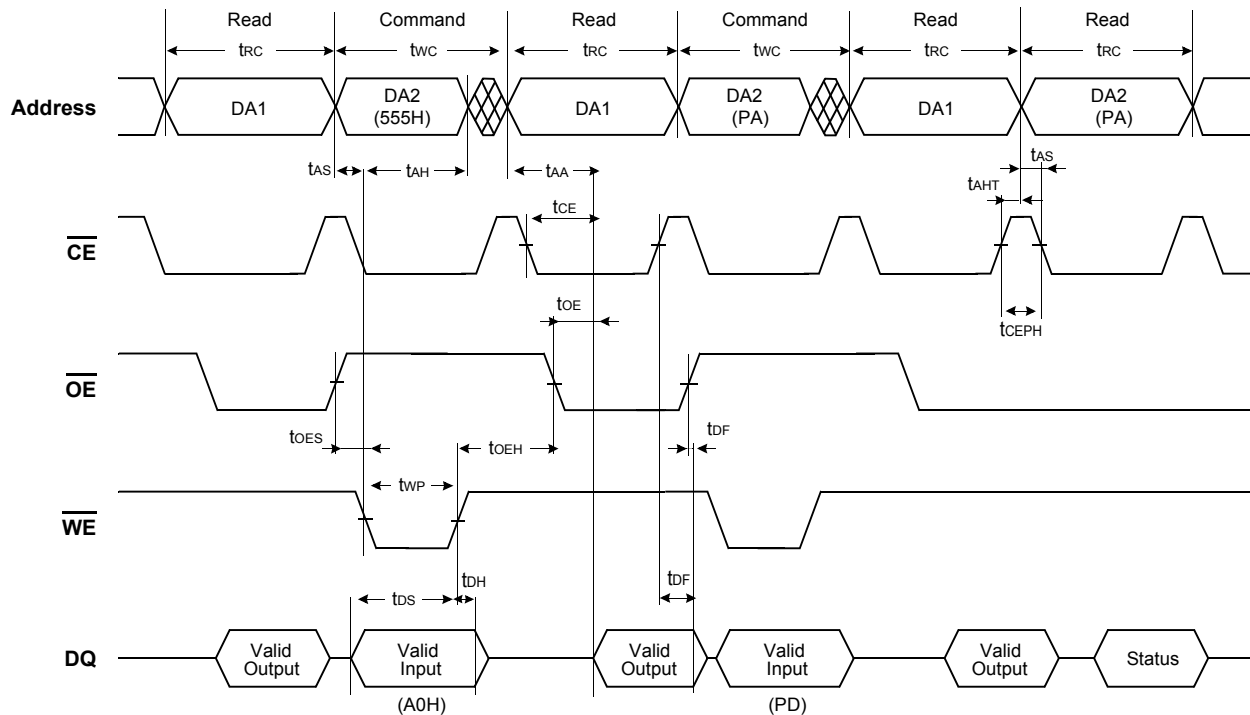 Read Command Read Command Read Read
tRC tWC tRC tWC tRC tRC
Address DA1 DA2 DA1 DA2 DA1 DA2
(555H) (PA) (PA)
tAS tAH tAA tAS
tAHT
tCE
CE
tOE
tCEPH
OE
tOES tOEH tDF
tWP
WE
tDS tDH tDF
DQ Valid Output Valid Input Valid Output Valid Input Valid Output Status
(A0H) (PD)